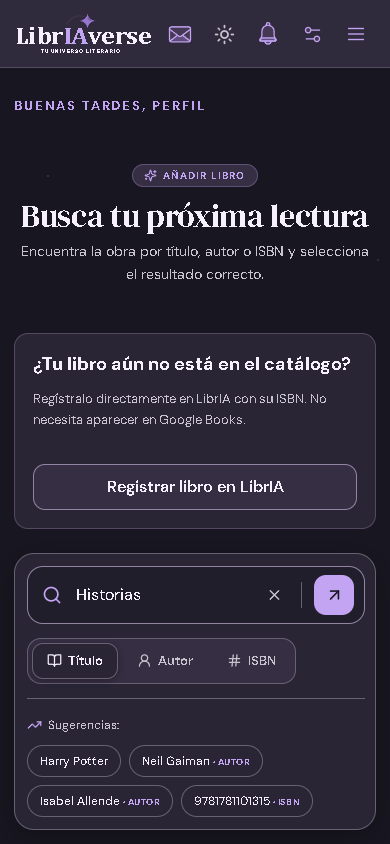 LibrIAverse
TU UNIVERSO LITERARIO
BUENAS TARDES, PERFIL
AÑADIR LIBRO
Busca tu próxima lectura
Encuentra la obra por título, autor o ISBN y selecciona
el resultado correcto.
¿Tu libro aún no está en el catálogo?
Regístralo directamente en LibrIA con su ISBN. No
necesita aparecer en Google Books.
Registrar libro en LibrIA
Historias
Título Autor ISBN
Sugerencias:
Harry Potter Neil Gaiman · AUTOR
Isabel Allende · AUTOR 9781781101315 · ISBN